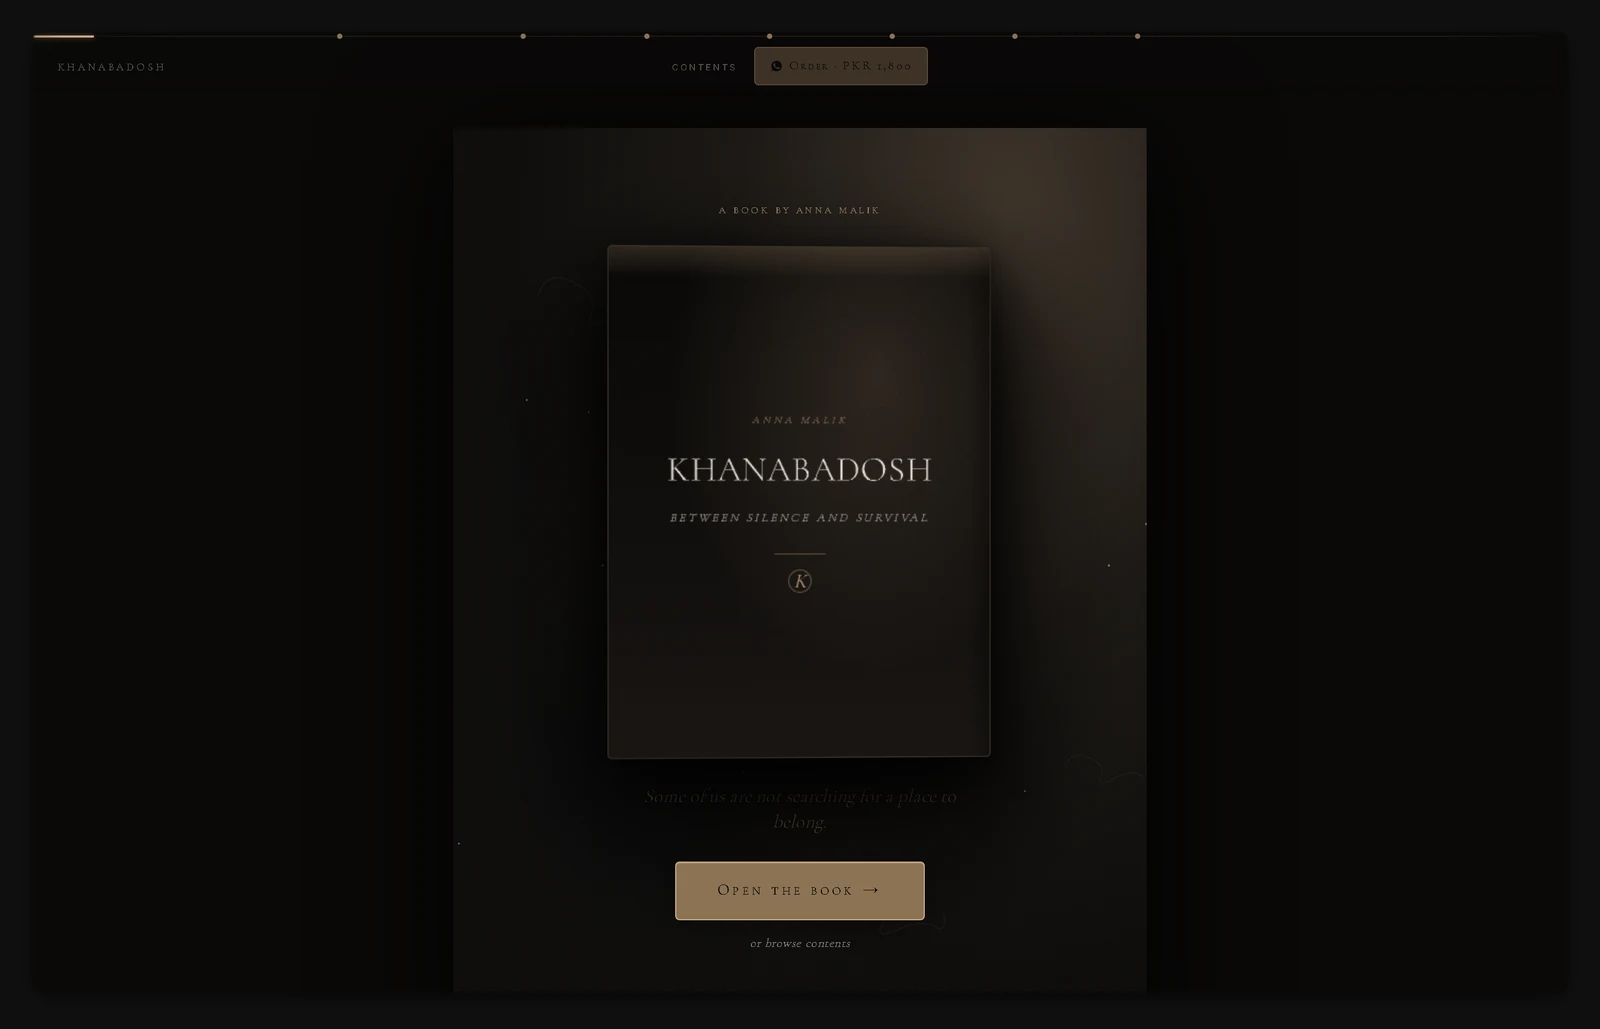 KHANABADOSH
CONTENTS
Order · PKR 1,800
A BOOK BY ANNA MALIK
ANNA MALIK
KHANABADOSH
BETWEEN SILENCE AND SURVIVAL
K
Some of us are not searching for a place to
belong.
Open the book →
or browse contents